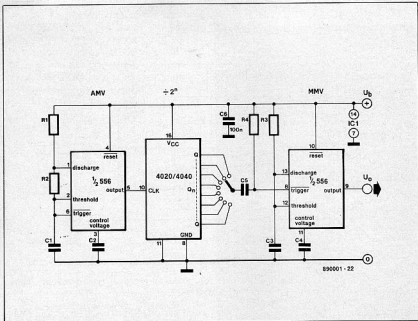 AMV
÷2ⁿ
MMV
Ub
+
R1
R2
C1
C2
4
reset
1
discharge
½ 556
output
5
2
threshold
6
trigger
control
voltage
3
16
VCC
4020/4040
10
CLK
Q
Qn
Q
GND
11
8
C6
100n
R4
R3
C5
C3
C4
10
reset
13
discharge
½ 556
8
trigger
output
9
12
threshold
control
voltage
11
14
IC1
7
Uo
0
890001 - 22